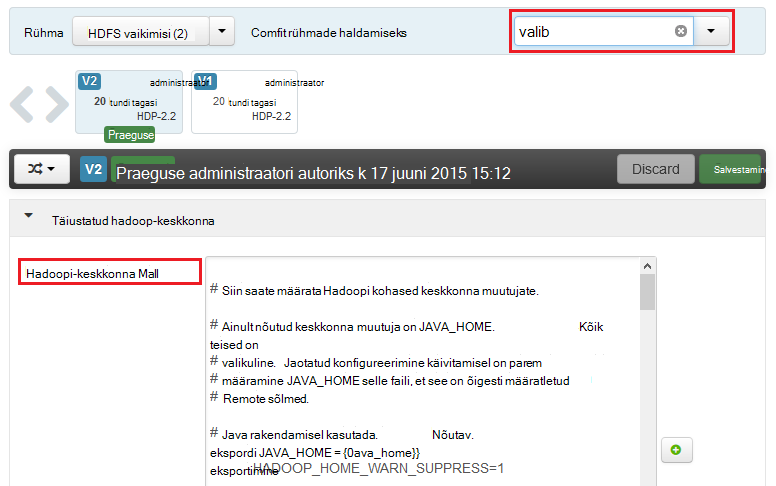 Rühma HDFS vaikimisi (2) Comfit rühmade haldamiseks valib
V2 administraator V1 administraator
20 tundi tagasi 20 tundi tagasi
HDP-2.2 HDP-2.2
Praeguse
V2 Praeguse administraatori autoriks k 17 juuni 2015 15:12 Discard Salvestamine
Täiustatud hadoop-keskkonna
Hadoopi-keskkonna Mall
# Siin saate määrata Hadoopi kohased keskkonna muutujate.
# Ainult nõutud keskkonna muutuja on JAVA_HOME. Kõik
teised on
# valikuline. Jaotatud konfigureerimine käivitamisel on parem
# määramine JAVA_HOME selle faili, et see on õigesti määratletud
# Remote sõlmed.
# Java rakendamisel kasutada. Nõutav.
ekspordi JAVA_HOME = {0ava_home}}
eksportimine HADOOP_HOME_WARN_SUPPRESS=1